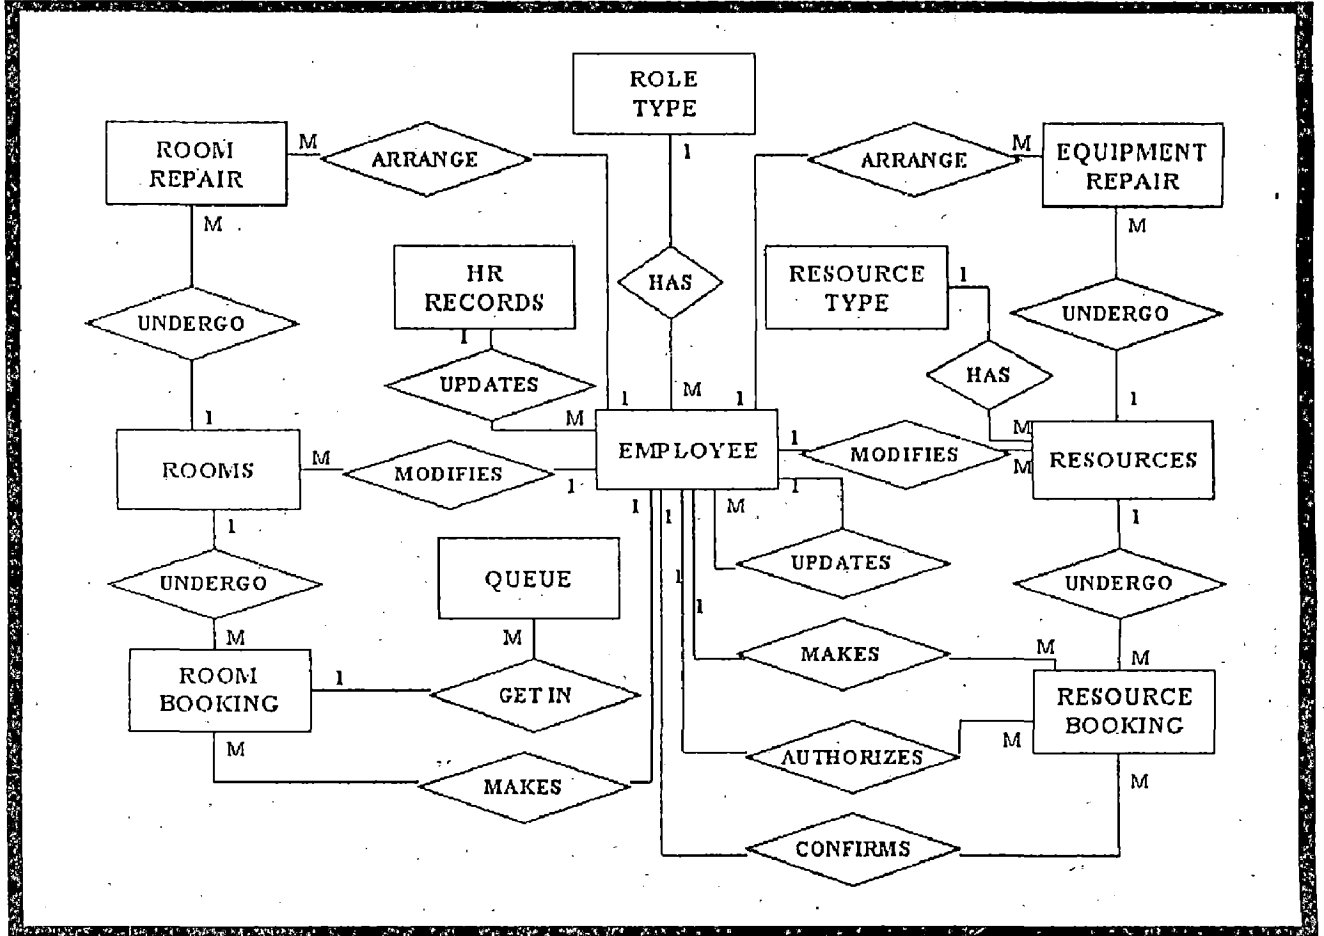 ROLE
TYPE
1
ROOM
REPAIR
M
ARRANGE
ARRANGE
M
EQUIPMENT
REPAIR
M
M
HR
RECORDS
1
HAS
RESOURCE
TYPE
1
UNDERGO
UNDERGO
UPDATES
M
HAS
M
1
1
1
1
M
ROOMS
M
MODIFIES
1
EMPLOYEE
1
MODIFIES
M
RESOURCES
1
1
1
M
1
M
1
UNDERGO
QUEUE
1
UPDATES
UNDERGO
1
M
M
MAKES
M
M
ROOM
BOOKING
1
GET IN
RESOURCE
BOOKING
M
M
MAKES
AUTHORIZES
M
CONFIRMS